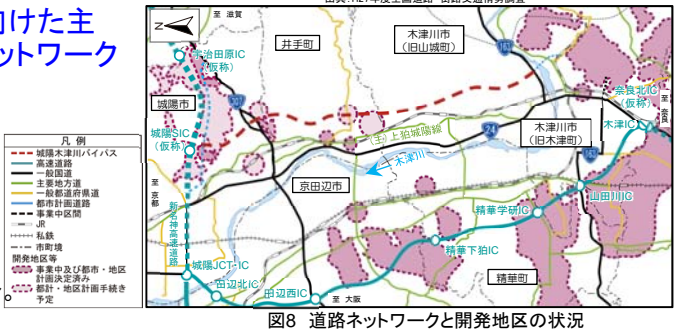 向けた主
ネットワーク
出典:H27年度全国道路・街路交通情勢調査
至 滋賀
N
宇治田原IC
(仮称)
井手町
木津川市
(旧山城町)
163
奈良北IC
(仮称)
至 奈良
城陽市
307
城陽SIC
(仮称)
(主)上狛城陽線
24
木津川市
(旧木津町)
木津IC
163
木津川
至 京都
京田辺市
山田川IC
新名神高速道路
精華学研IC
精華下狛IC
城陽JCT・IC
精華町
田辺北IC
田辺西IC
至 大阪
凡 例
城陽木津川バイパス
高速道路
一般国道
主要地方道
一般都道府県道
都市計画道路
事業中区間
JR
私鉄
市町境
開発地区等
事業中及び都市・地区
計画決定済み
都計・地区計画手続き
予定
。
図8 道路ネットワークと開発地区の状況